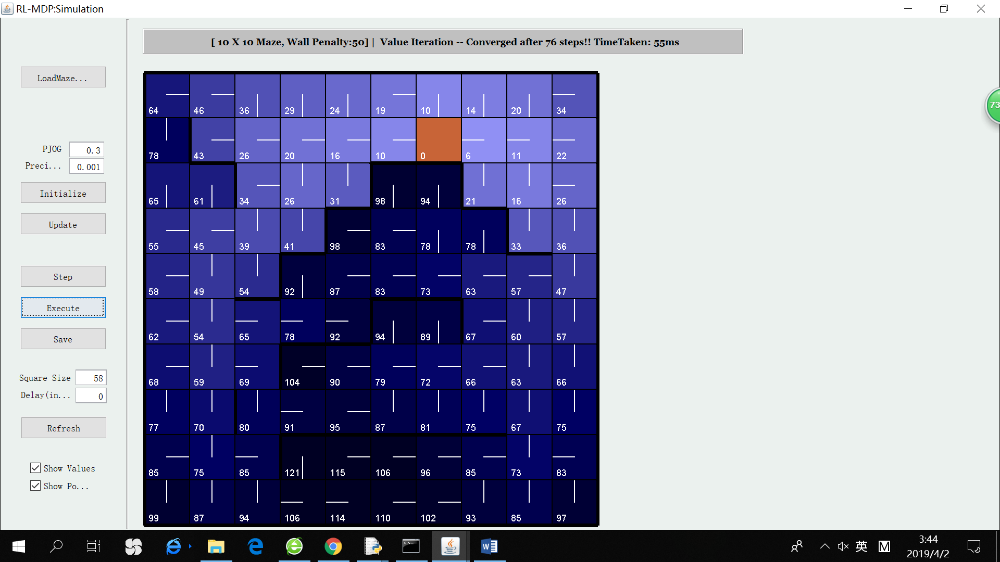 RL-MDP:Simulation
[ 10 X 10 Maze, Wall Penalty:50] | Value Iteration -- Converged after 76 steps!! TimeTaken: 55ms
LoadMaze...
PJOG 0.3
Preci... 0.001
Initialize
Update
Step
Execute
Save
Square Size 58
Delay(in... 0
Refresh
Show Values
Show Po...
64 46 36 29 24 19 10 14 20 34
78 43 26 20 16 10 0 6 11 22
65 61 34 26 31 98 94 21 16 26
55 45 39 41 98 83 78 78 33 36
58 49 54 92 87 83 73 63 57 47
62 54 65 78 92 94 89 67 60 57
68 59 69 104 90 79 72 66 63 66
77 70 80 91 95 87 81 75 67 75
85 75 85 121 115 106 96 85 73 83
99 87 94 106 114 110 102 93 85 97
73
英 M
3:44
2019/4/2